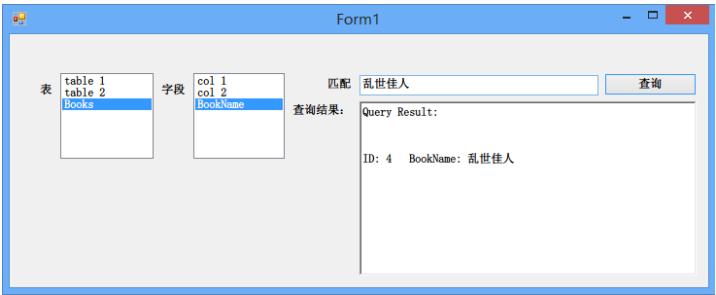 Form1
表
table 1
table 2
Books
字段
col 1
col 2
BookName
匹配
乱世佳人
查询
查询结果:
Query Result:
ID: 4 BookName: 乱世佳人